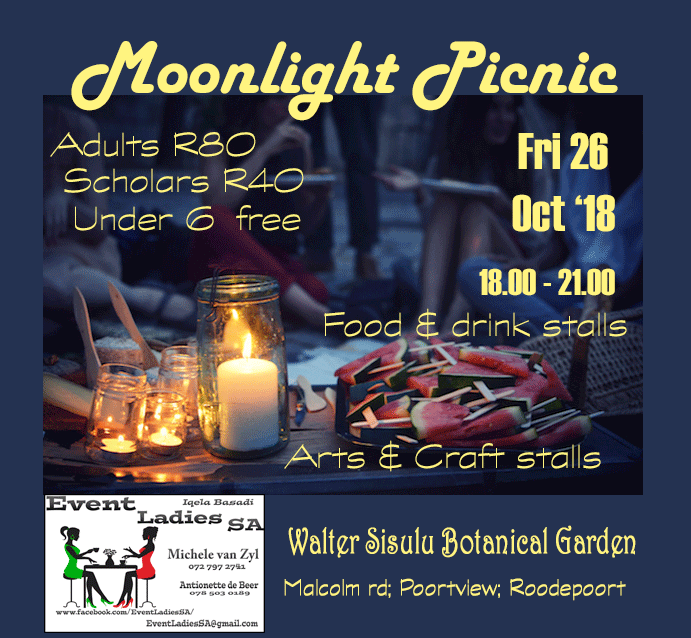 Moonlight Picnic
Adults R80
Scholars R40
Under 6 free
Fri 26
Oct ‘18
18.00 - 21.00
Food & drink stalls
Arts & Craft stalls
Event
Iqela Basadi
Ladies SA
Michele van Zyl
072 797 2741
Antionette de Beer
078 503 0189
www.facebook.com/EventLadiesSA/
EventLadiesSA@gmail.com
Walter Sisulu Botanical Garden
Malcolm rd; Poortview; Roodepoort